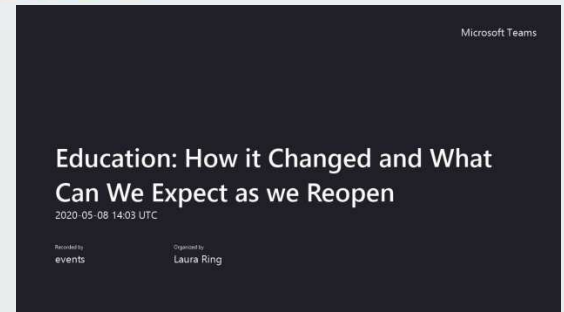 Microsoft Teams
Education: How it Changed and What
Can We Expect as we Reopen
2020-05-08 14:03 UTC
Recorded by
Organized by
events
Laura Ring